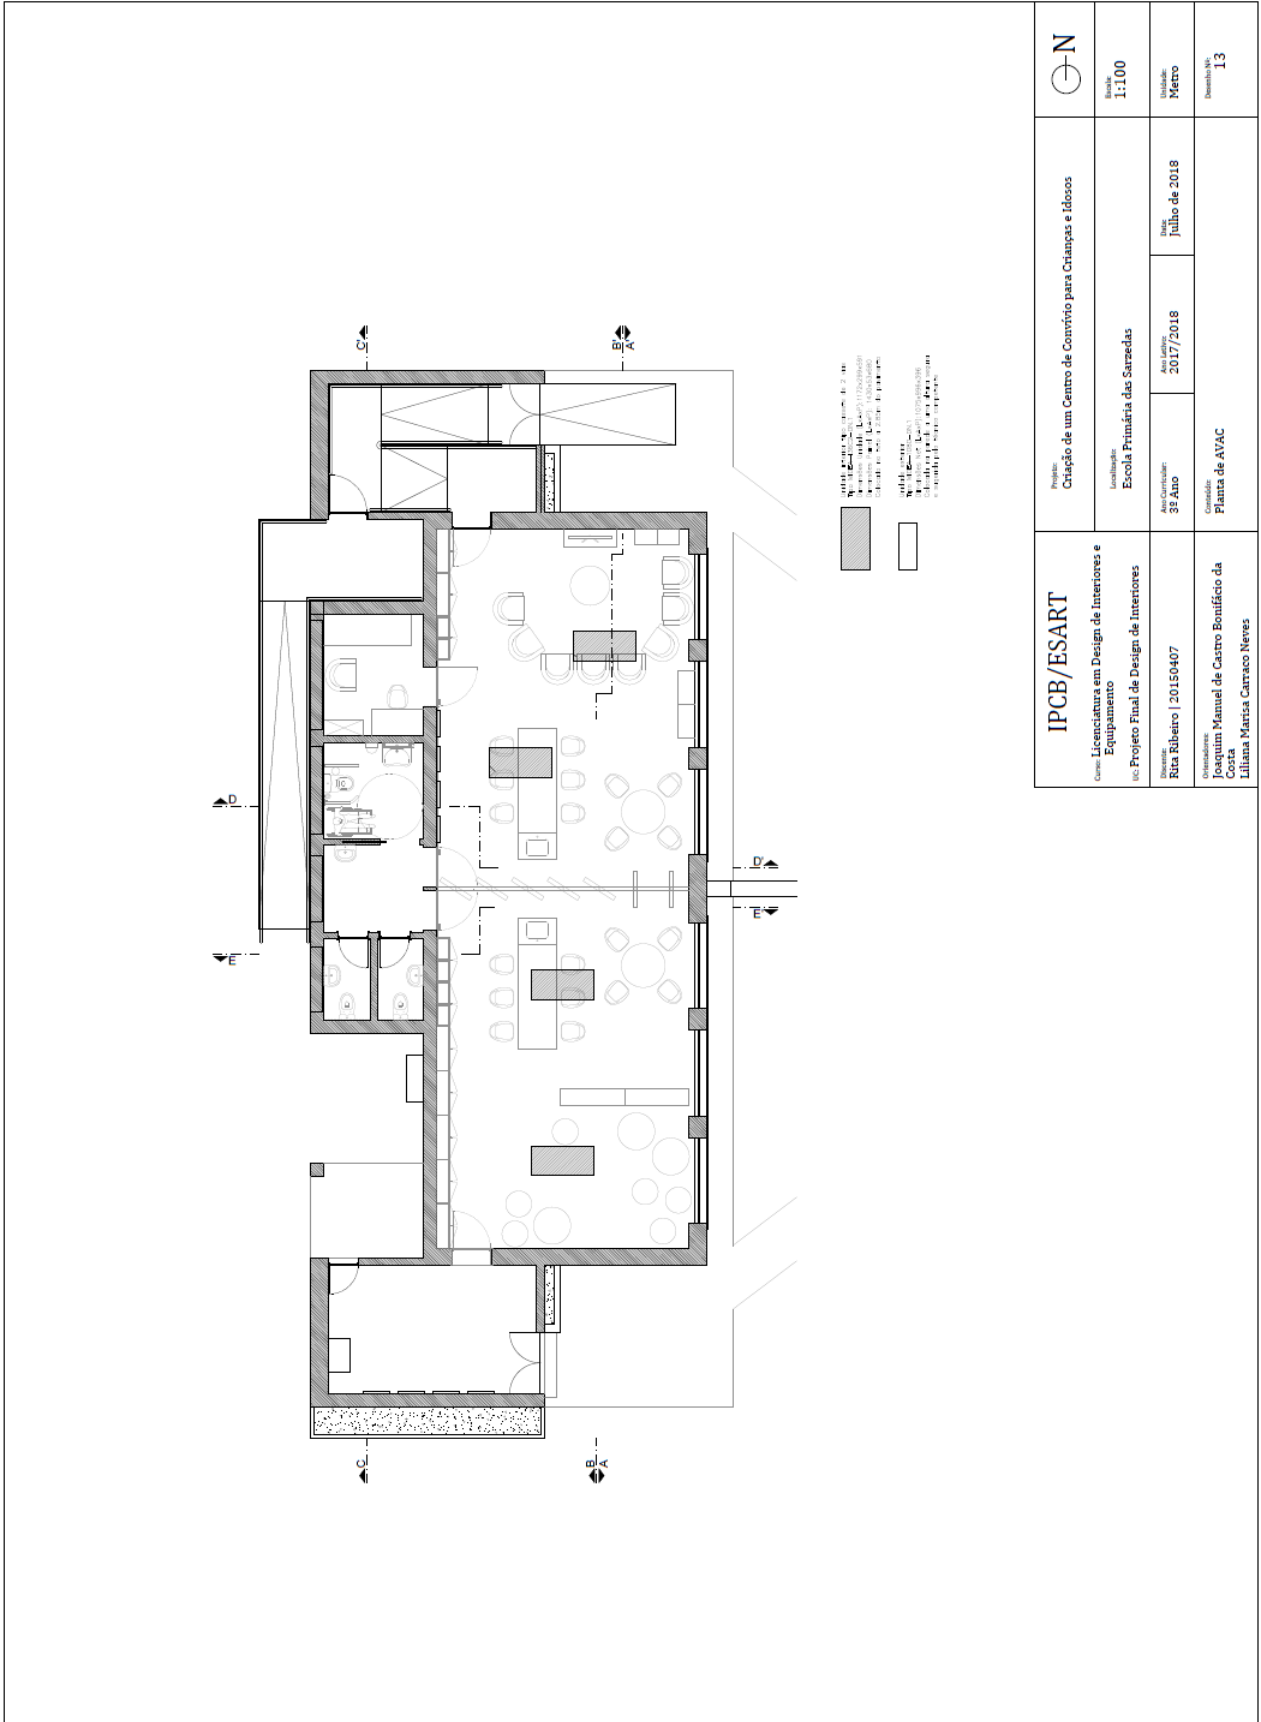 IPCB/ESART
Curso: Licenciatura em Design de Interiores e
Equipamento
UC: Projeto Final de Design de Interiores
Discente:
Rita Ribeiro | 20150407
Orientadores:
Joaquim Manuel de Castro Bonifácio da
Costa
Liliana Marisa Carraco Neves
Projeto:
Criação de um Centro de Convívio para Crianças e Idosos
Localização:
Escola Primária das Sarzedas
Ano Curricular:
3º Ano
Ano Letivo:
2017/2018
Data:
Julho de 2018
Conteúdo:
Planta de AVAC
N
Escala:
1:100
Unidade:
Metro
Desenho Nº:
13
C'
B'
A'
D
D'
E
E'
C
B
A